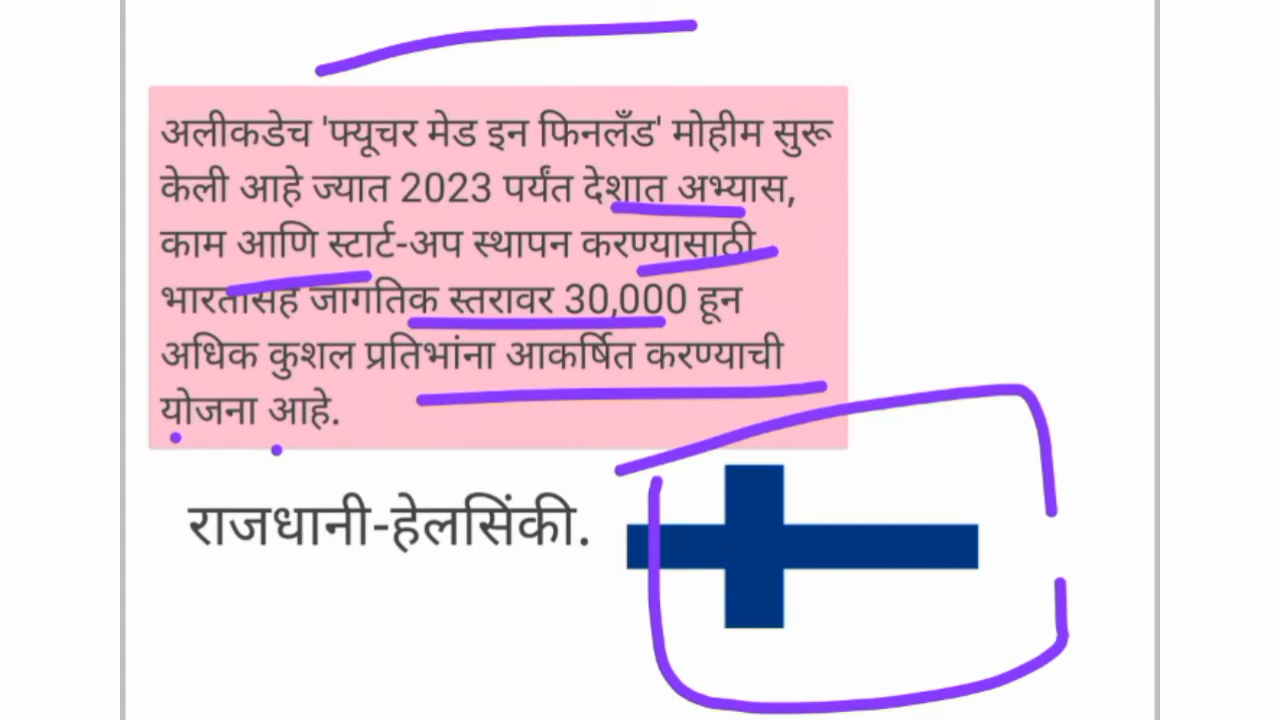 अलीकडेच 'फ्यूचर मेड इन फिनलँड' मोहीम सुरू
केली आहे ज्यात 2023 पर्यंत देशात अभ्यास,
काम आणि स्टार्ट-अप स्थापन करण्यासाठी
भारतासह जागतिक स्तरावर 30,000 हून
अधिक कुशल प्रतिभांना आकर्षित करण्याची
योजना आहे.
राजधानी-हेलसिंकी.